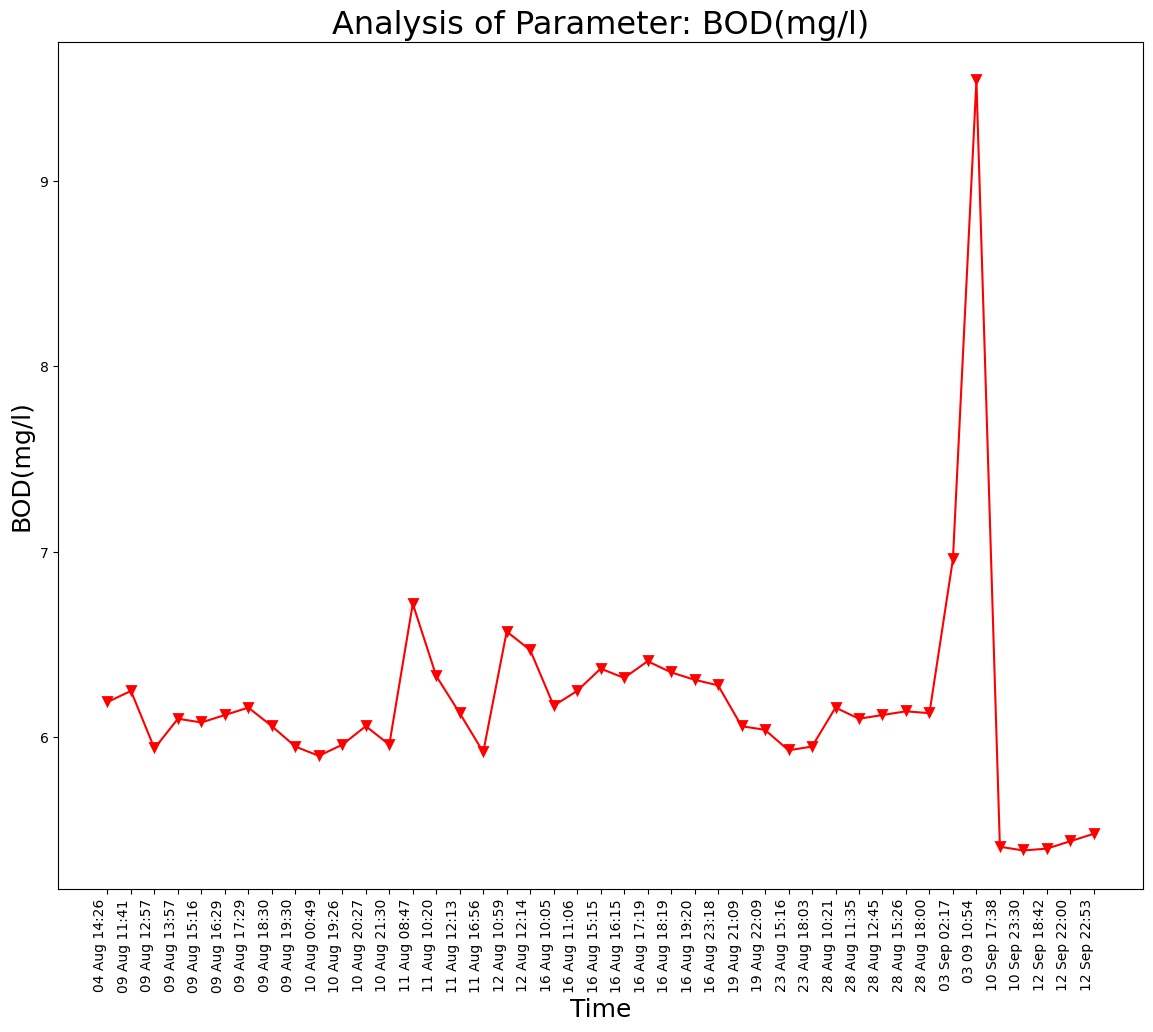 Analysis of Parameter: BOD(mg/l)
BOD(mg/l)
9
8
7
6
04 Aug 14:26
09 Aug 11:41
09 Aug 12:57
09 Aug 13:57
09 Aug 15:16
09 Aug 16:29
09 Aug 17:29
09 Aug 18:30
09 Aug 19:30
10 Aug 00:49
10 Aug 19:26
10 Aug 20:27
10 Aug 21:30
11 Aug 08:47
11 Aug 10:20
11 Aug 12:13
11 Aug 16:56
12 Aug 10:59
12 Aug 12:14
16 Aug 10:05
16 Aug 11:06
16 Aug 15:15
16 Aug 16:15
16 Aug 17:19
16 Aug 18:19
16 Aug 19:20
16 Aug 23:18
19 Aug 21:09
19 Aug 22:09
23 Aug 15:16
23 Aug 18:03
28 Aug 10:21
28 Aug 11:35
28 Aug 12:45
28 Aug 15:26
28 Aug 18:00
03 Sep 02:17
03 09 10:54
10 Sep 17:38
10 Sep 23:30
12 Sep 18:42
12 Sep 22:00
12 Sep 22:53
Time